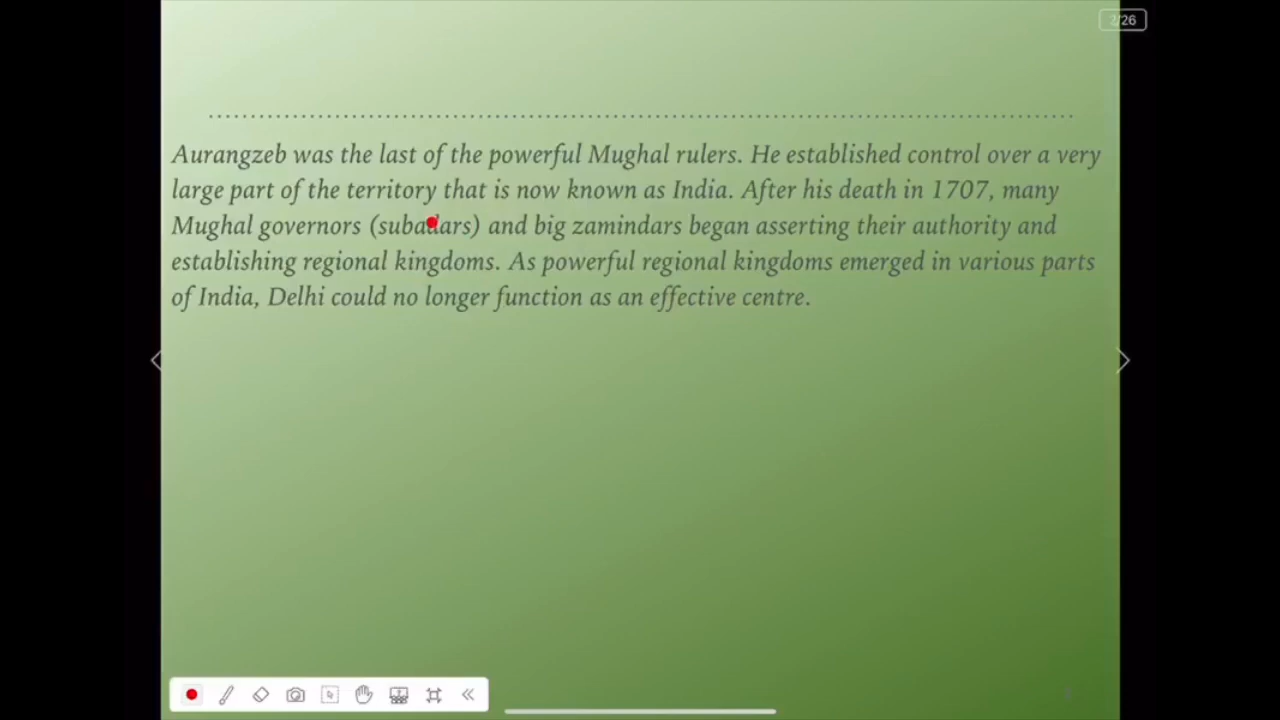 2/26
Aurangzeb was the last of the powerful Mughal rulers. He established control over a very
large part of the territory that is now known as India. After his death in 1707, many
Mughal governors (subadars) and big zamindars began asserting their authority and
establishing regional kingdoms. As powerful regional kingdoms emerged in various parts
of India, Delhi could no longer function as an effective centre.